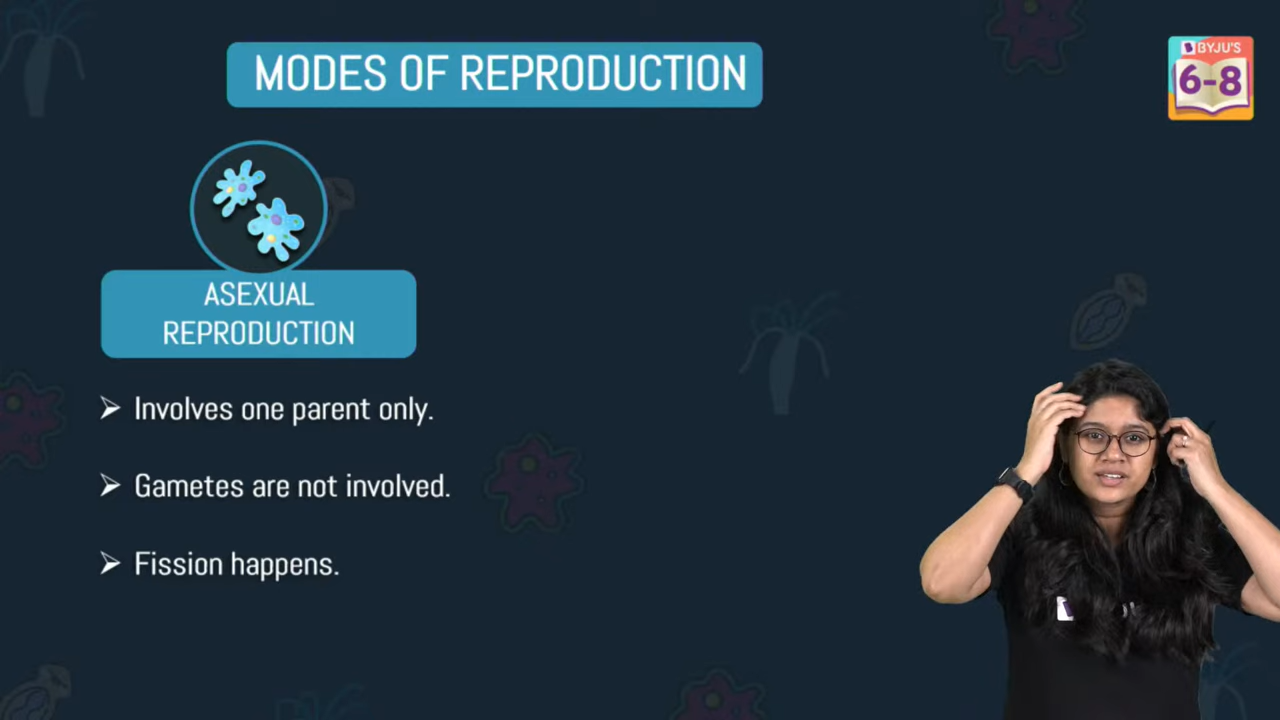 MODES OF REPRODUCTION
BYJU'S
6-8
ASEXUAL
REPRODUCTION
➢ Involves one parent only.
➢ Gametes are not involved.
➢ Fission happens.